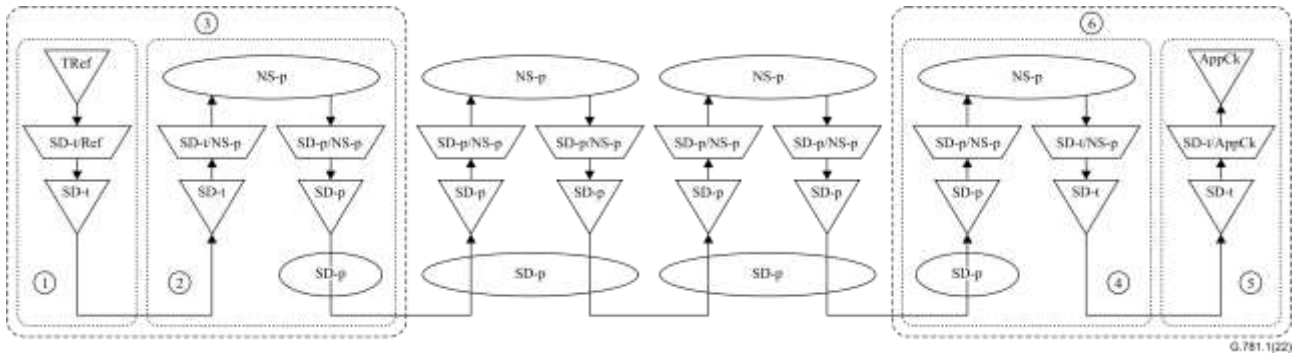 3
6
TRef
NS-p
NS-p
NS-p
NS-p
AppCk
SD-t/Ref
SD-t/NS-p
SD-p/NS-p
SD-p/NS-p
SD-p/NS-p
SD-p/NS-p
SD-p/NS-p
SD-p/NS-p
SD-t/NS-p
SD-t/AppCk
SD-t
SD-t
SD-p
SD-p
SD-p
SD-p
SD-p
SD-p
SD-t
SD-t
1
2
SD-p
SD-p
SD-p
SD-p
4
5
G.781.1(22)